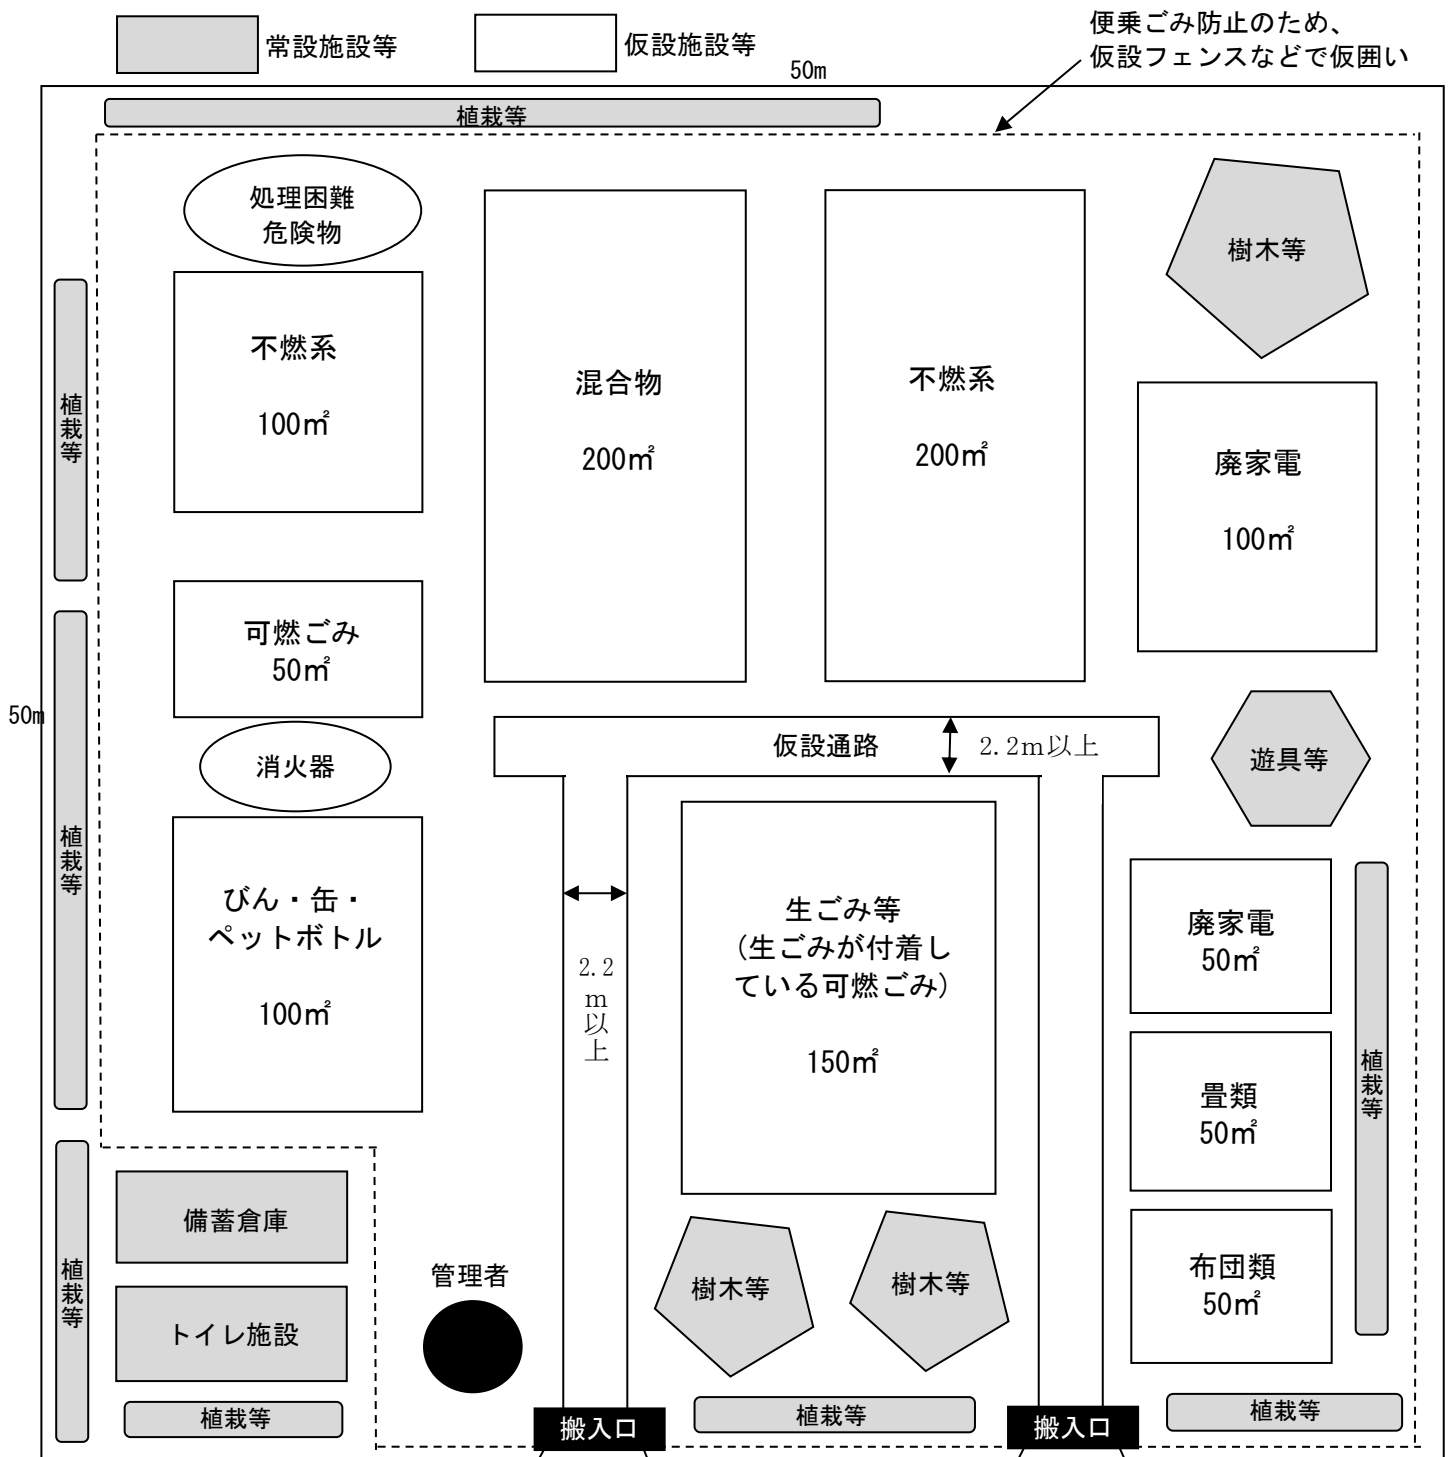 常設施設等
仮設施設等
便乗ごみ防止のため、
仮設フェンスなどで仮囲い
50m
植栽等
処理困難
危険物
樹木等
不燃系
100㎡
混合物
200㎡
不燃系
200㎡
廃家電
100㎡
植栽等
可燃ごみ
50㎡
50m
仮設通路
2.2m以上
消火器
遊具等
植栽等
びん・缶・
ペットボトル
100㎡
2.2
m
以
上
生ごみ等
(生ごみが付着し
ている可燃ごみ)
150㎡
廃家電
50㎡
畳類
50㎡
植栽等
布団類
50㎡
備蓄倉庫
トイレ施設
植栽等
管理者
樹木等
樹木等
植栽等
搬入口
植栽等
搬入口
植栽等